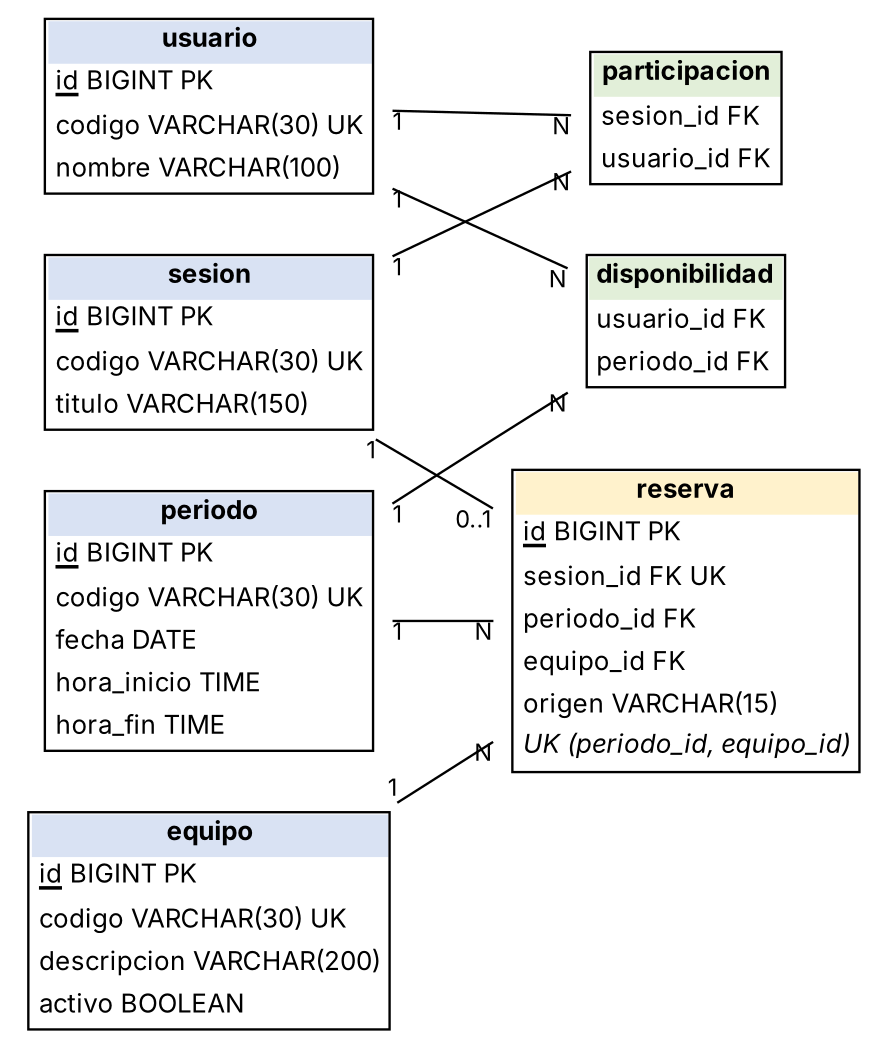 usuario
id BIGINT PK
codigo VARCHAR(30) UK
nombre VARCHAR(100)
participacion
sesion_id FK
usuario_id FK
1
N
1
N
1
N
sesion
id BIGINT PK
codigo VARCHAR(30) UK
titulo VARCHAR(150)
disponibilidad
usuario_id FK
periodo_id FK
N
1
0..1
1
periodo
id BIGINT PK
codigo VARCHAR(30) UK
fecha DATE
hora_inicio TIME
hora_fin TIME
reserva
id BIGINT PK
sesion_id FK UK
periodo_id FK
equipo_id FK
origen VARCHAR(15)
UK (periodo_id, equipo_id)
1
N
N
1
equipo
id BIGINT PK
codigo VARCHAR(30) UK
descripcion VARCHAR(200)
activo BOOLEAN